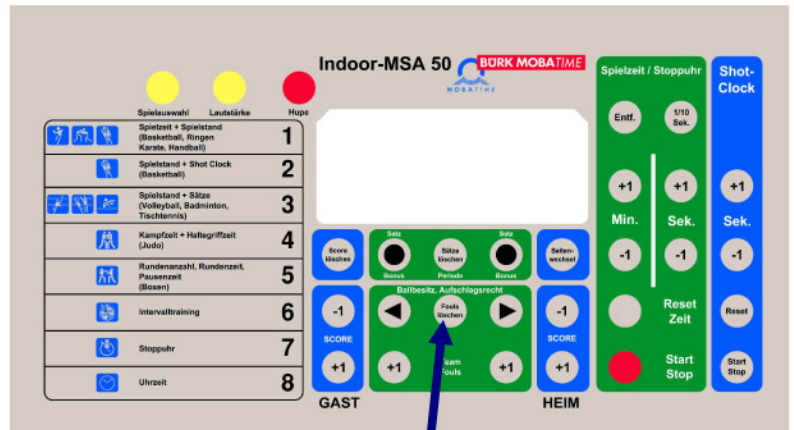 Indoor-MSA 50
BÜRK MOBATIME
MOBATIME
Spielauswahl
Lautstärke
Hupe
Spielzeit + Spielstand
(Basketball, Ringen
Karate, Handball)
1
Spielstand + Shot Clock
(Basketball)
2
Spielstand + Sätze
(Volleyball, Badminton,
Tischtennis)
3
Kampfzeit + Haltegriffzeit
(Judo)
4
Rundenanzahl, Rundenzeit,
Pausenzeit
(Boxen)
5
Intervalltraining
6
Stoppuhr
7
Uhrzeit
8
Score
löschen
Satz
Bonus
Sätze
löschen
Periode
Satz
Bonus
Seiten-
wechsel
-1
SCORE
+1
GAST
Ballbesitz, Aufschlagsrecht
Fouls
löschen
+1
Team
Fouls
+1
-1
SCORE
+1
HEIM
Spielzeit / Stoppuhr
Entf.
1/10
Sek.
+1
+1
Min.
Sek.
-1
-1
Reset
Zeit
Start
Stop
Shot-
Clock
+1
Sek.
-1
Reset
Start
Stop